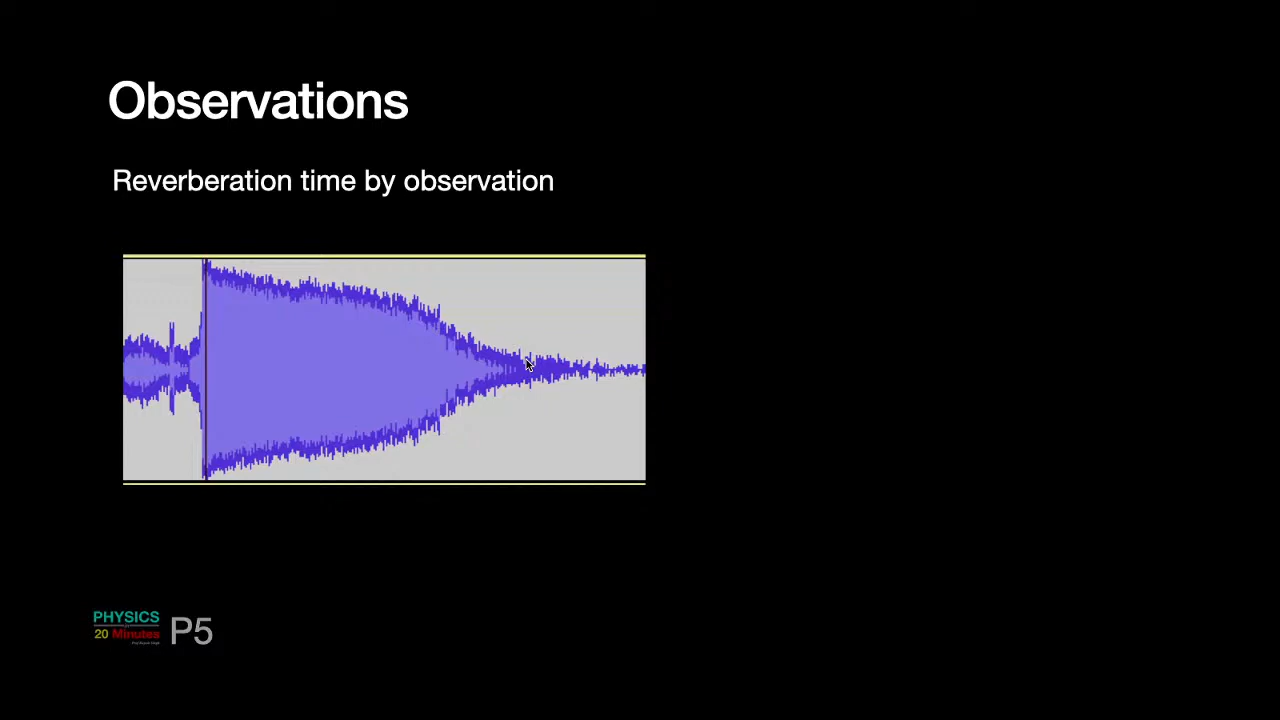 Observations
Reverberation time by observation
PHYSICS
20 Minutes
P5